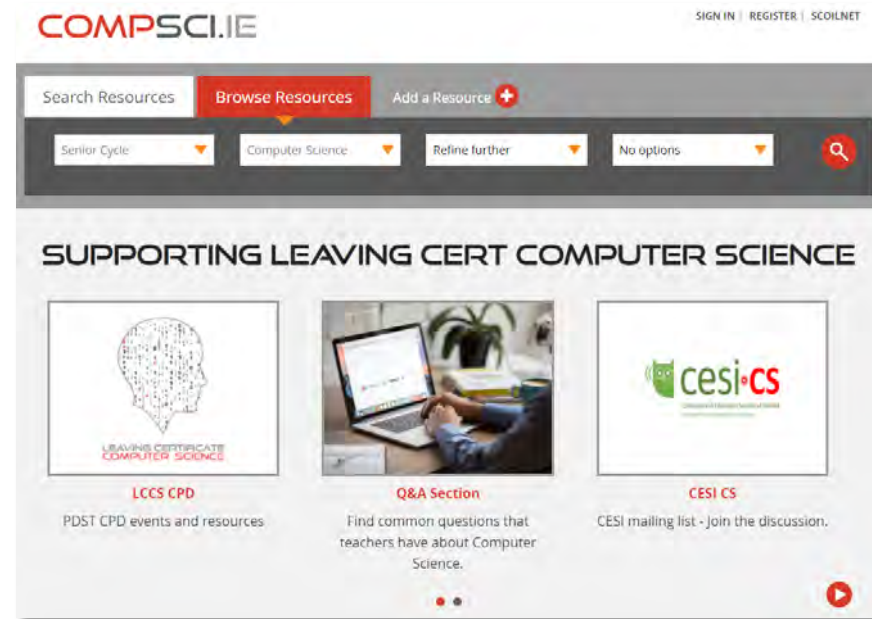 COMPSCI.IE
SIGN IN | REGISTER | SCOILNET
Search Resources
Browse Resources
Add a Resource
Senior Cycle
Computer Science
Refine further
No options
SUPPORTING LEAVING CERT COMPUTER SCIENCE
LEAVING CERTIFICATE
COMPUTER SCIENCE
cesi•cs
LCCS CPD
PDST CPD events and resources
Q&A Section
Find common questions that
teachers have about Computer
Science.
CESI CS
CESI mailing list - Join the discussion.